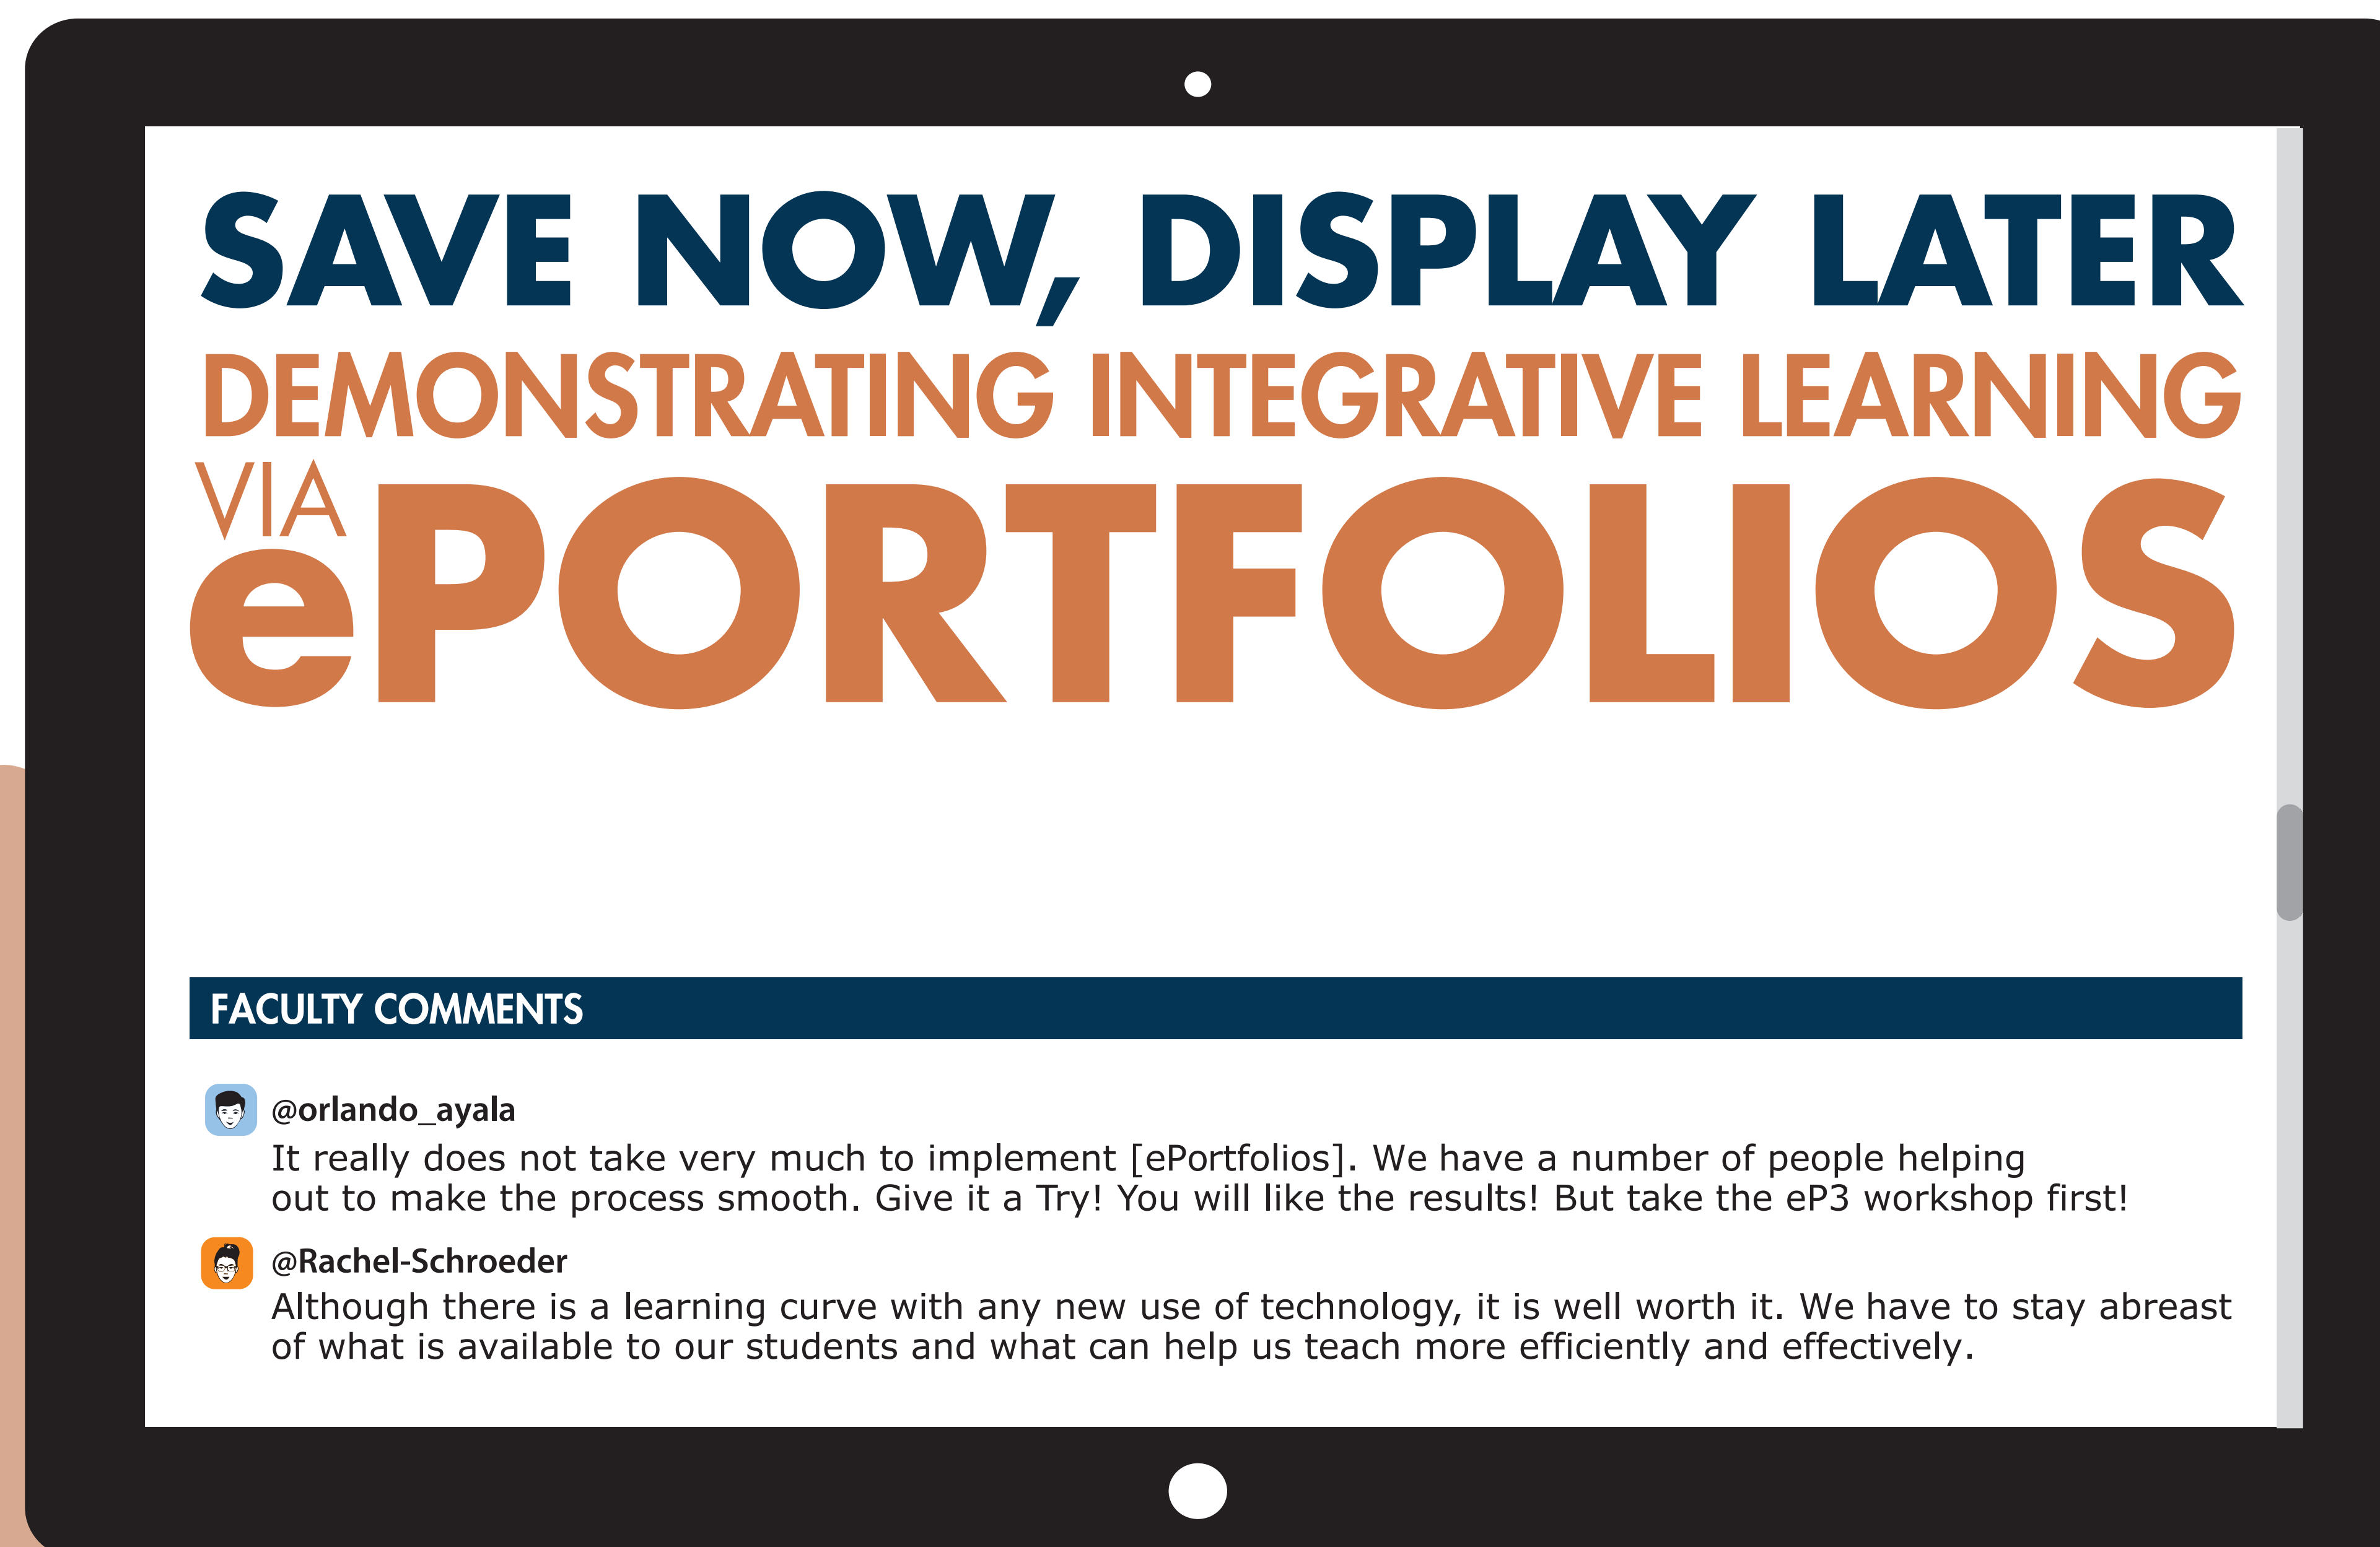 SAVE NOW, DISPLAY LATER
DEMONSTRATING INTEGRATIVE LEARNING
VIA
ePORTFOLIOS
FACULTY COMMENTS
@orlando_ayala
It really does not take very much to implement [ePortfolios]. We have a number of people helping
out to make the process smooth. Give it a Try! You will like the results! But take the eP3 workshop first!
@Rachel-Schroeder
Although there is a learning curve with any new use of technology, it is well worth it. We have to stay abreast
of what is available to our students and what can help us teach more efficiently and effectively.